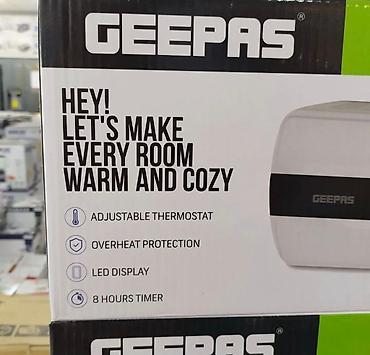 GEEPAS®
HEY!
LET'S MAKE
EVERY ROOM
WARM AND COZY
GEEPAS
ADJUSTABLE THERMOSTAT
OVERHEAT PROTECTION
LED DISPLAY
8 HOURS TIMER
GEEPAS®